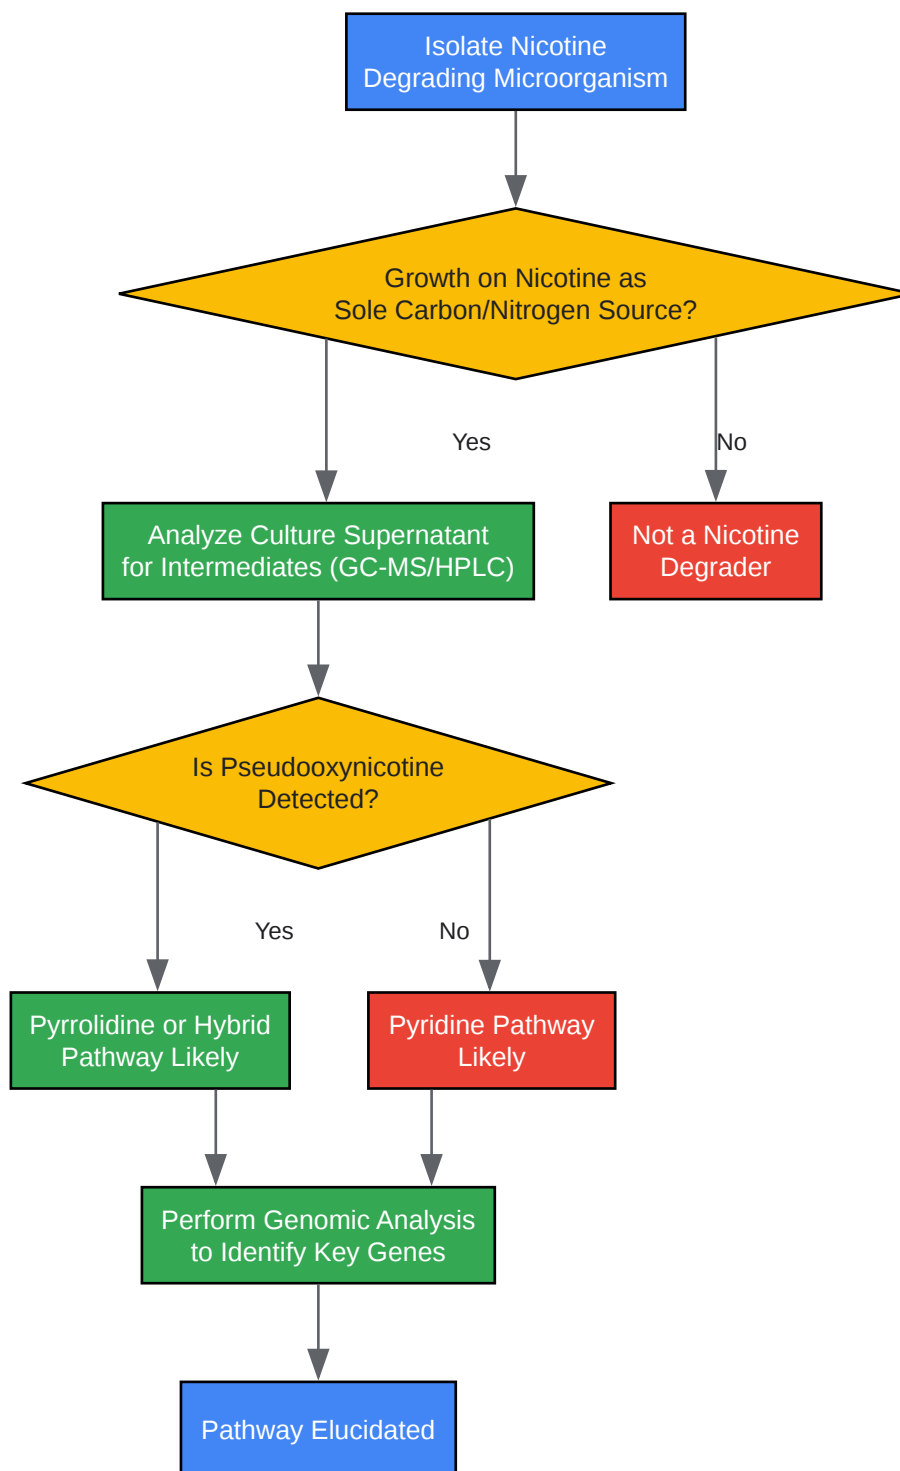 Isolate Nicotine
Degrading Microorganism
Growth on Nicotine as
Sole Carbon/Nitrogen Source?
Yes
No
Analyze Culture Supernatant
for Intermediates (GC-MS/HPLC)
Not a Nicotine
Degrader
Is Pseudooxynicotine
Detected?
Yes
No
Pyrrolidine or Hybrid
Pathway Likely
Pyridine Pathway
Likely
Perform Genomic Analysis
to Identify Key Genes
Pathway Elucidated